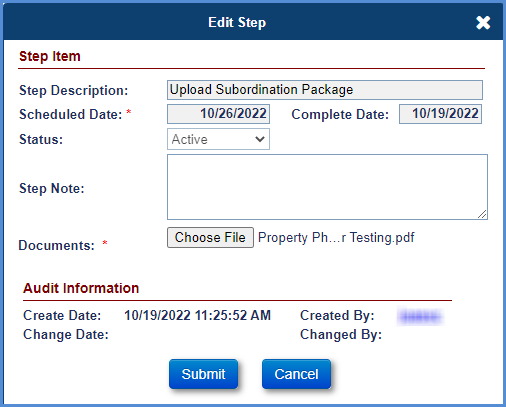 Edit Step
Step Item
Step Description: Upload Subordination Package
Scheduled Date: * 10/26/2022 Complete Date: 10/19/2022
Status: Active
Step Note:
Documents: * Choose File Property Ph...r Testing.pdf
Audit Information
Create Date: 10/19/2022 11:25:52 AM Created By:
Change Date: Changed By:
Submit Cancel